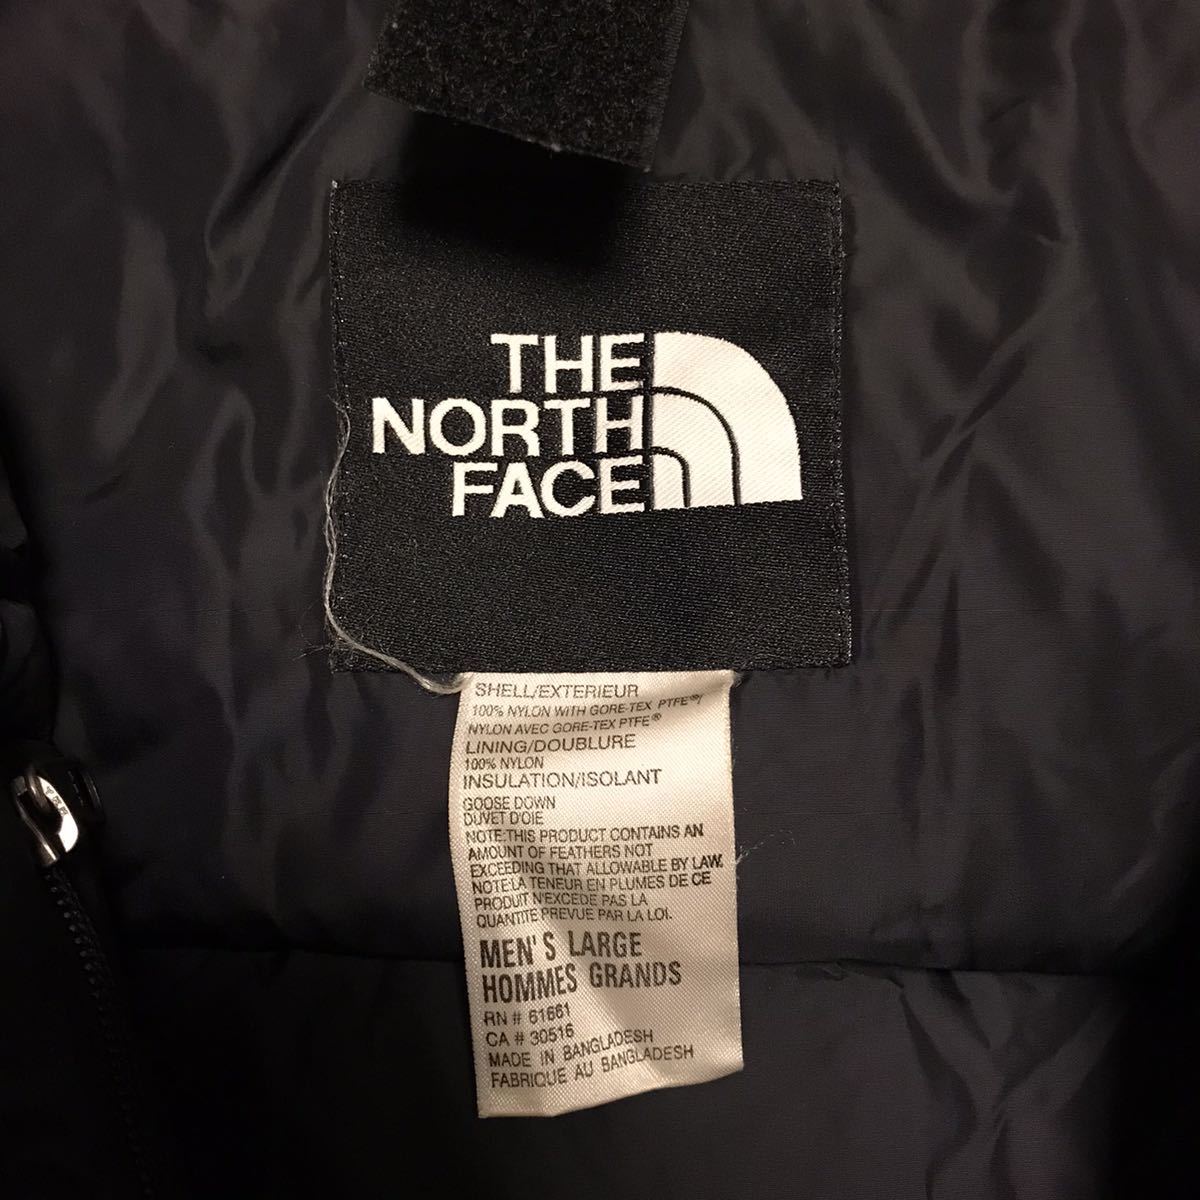 THE
NORTH
FACE
SHELL/EXTERIEUR
100% NYLON WITH GORE-TEX PTFE®/
NYLON AVEC GORE-TEX PTFE®
LINING/DOUBLURE
100% NYLON
INSULATION/ISOLANT
GOOSE DOWN
DUVET D'OIE
NOTE:THIS PRODUCT CONTAINS AN
AMOUNT OF FEATHERS NOT
EXCEEDING THAT ALLOWABLE BY LAW.
NOTE:LA TENEUR EN PLUMES DE CE
PRODUIT N'EXCEDE PAS LA
QUANTITE PREVUE PAR LA LOI.
MEN'S LARGE
HOMMES GRANDS
RN # 61661
CA # 30516
MADE IN BANGLADESH
FABRIQUE AU BANGLADESH